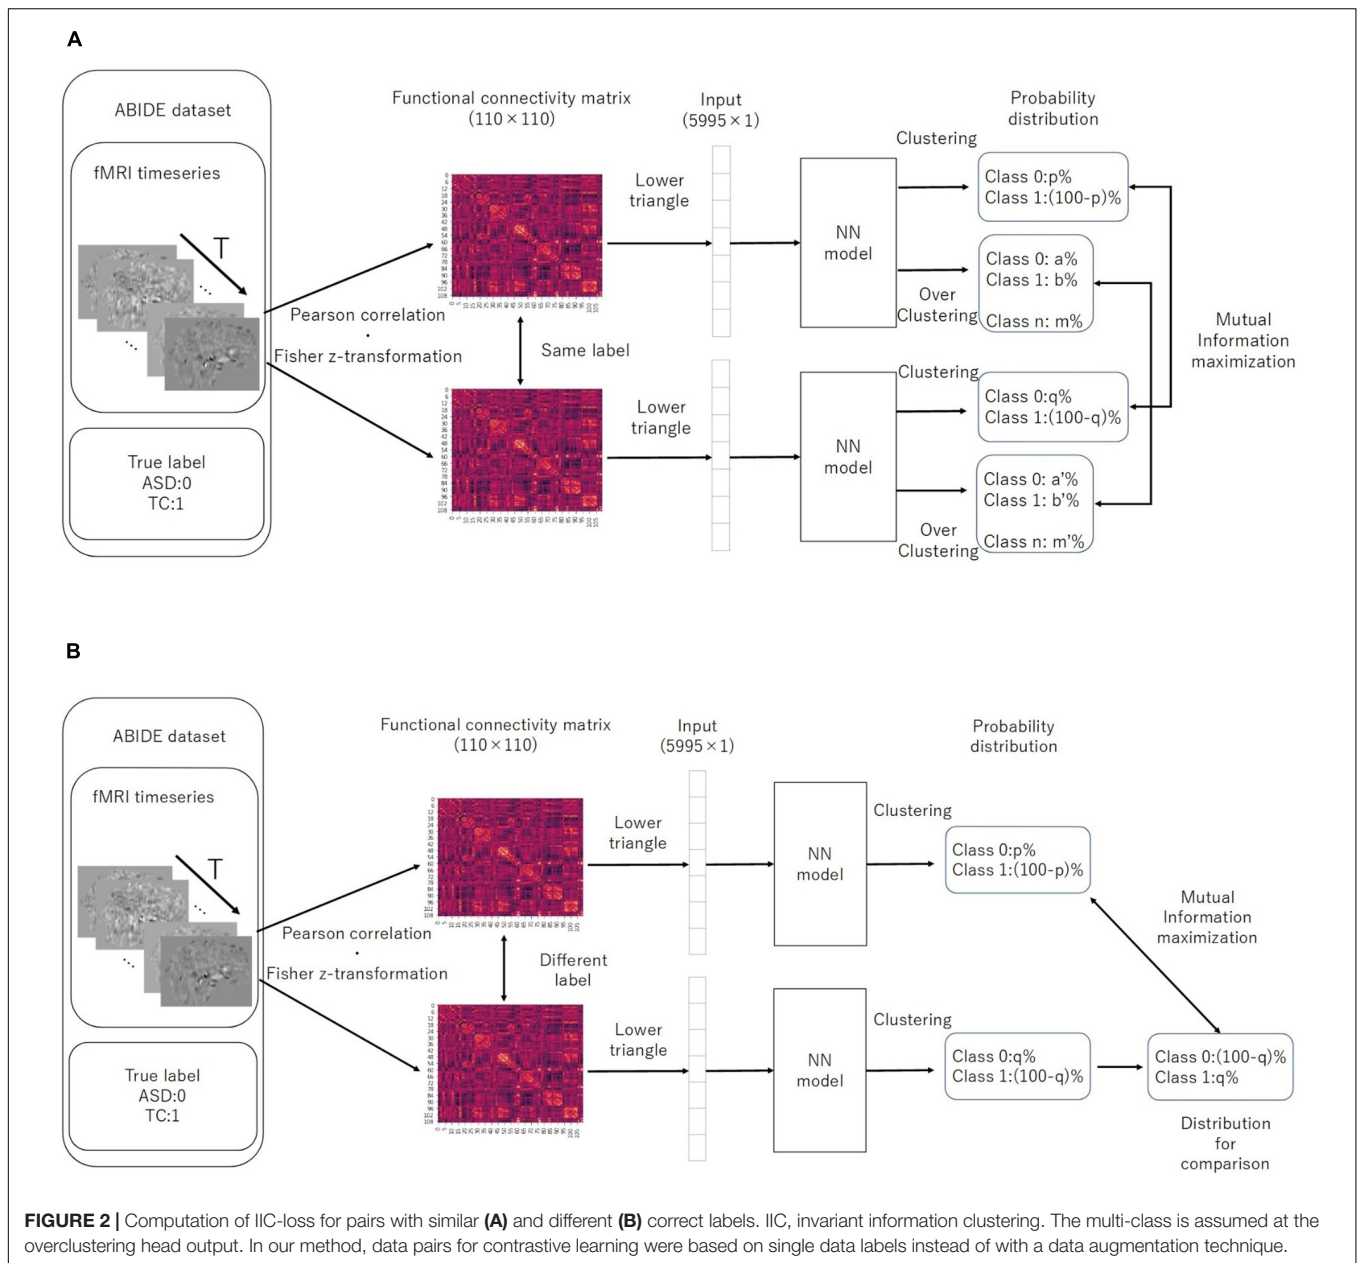 A
ABIDE dataset
fMRI timeseries
T
...
...
True label
ASD:0
TC:1
Pearson correlation
・
Fisher z-transformation
Functional connectivity matrix
(110×110)
Same label
Lower
triangle
Lower
triangle
Input
(5995×1)
NN
model
NN
model
Clustering
Over
Clustering
Clustering
Over
Clustering
Probability
distribution
Class 0:p%
Class 1:(100-p)%
Class 0: a%
Class 1: b%
Class n: m%
Class 0:q%
Class 1:(100-q)%
Class 0: a'%
Class 1: b'%
Class n: m'%
Mutual
Information
maximization
B
ABIDE dataset
fMRI timeseries
T
...
...
True label
ASD:0
TC:1
Pearson correlation
・
Fisher z-transformation
Functional connectivity matrix
(110×110)
Different
label
Lower
triangle
Lower
triangle
Input
(5995×1)
NN
model
NN
model
Clustering
Clustering
Probability
distribution
Class 0:p%
Class 1:(100-p)%
Class 0:q%
Class 1:(100-q)%
Mutual
Information
maximization
Class 0:(100-q)%
Class 1:q%
Distribution
for
comparison
FIGURE 2 | Computation of IIC-loss for pairs with similar (A) and different (B) correct labels. IIC, invariant information clustering. The multi-class is assumed at the
overclustering head output. In our method, data pairs for contrastive learning were based on single data labels instead of with a data augmentation technique.